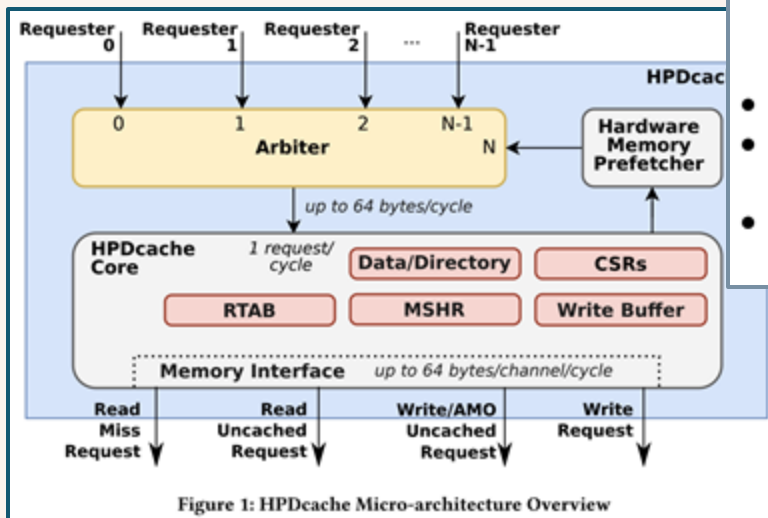 Requester 0
Requester 1
Requester 2
...
Requester N-1
HPDcac
0
1
2
N-1
Arbiter
N
Hardware
Memory
Prefetcher
up to 64 bytes/cycle
HPDcache
Core
1 request/
cycle
Data/Directory
CSRs
RTAB
MSHR
Write Buffer
Memory Interface
up to 64 bytes/channel/cycle
Read
Miss
Request
Read
Uncached
Request
Write/AMO
Uncached
Request
Write
Request
Figure 1: HPDcache Micro-architecture Overview